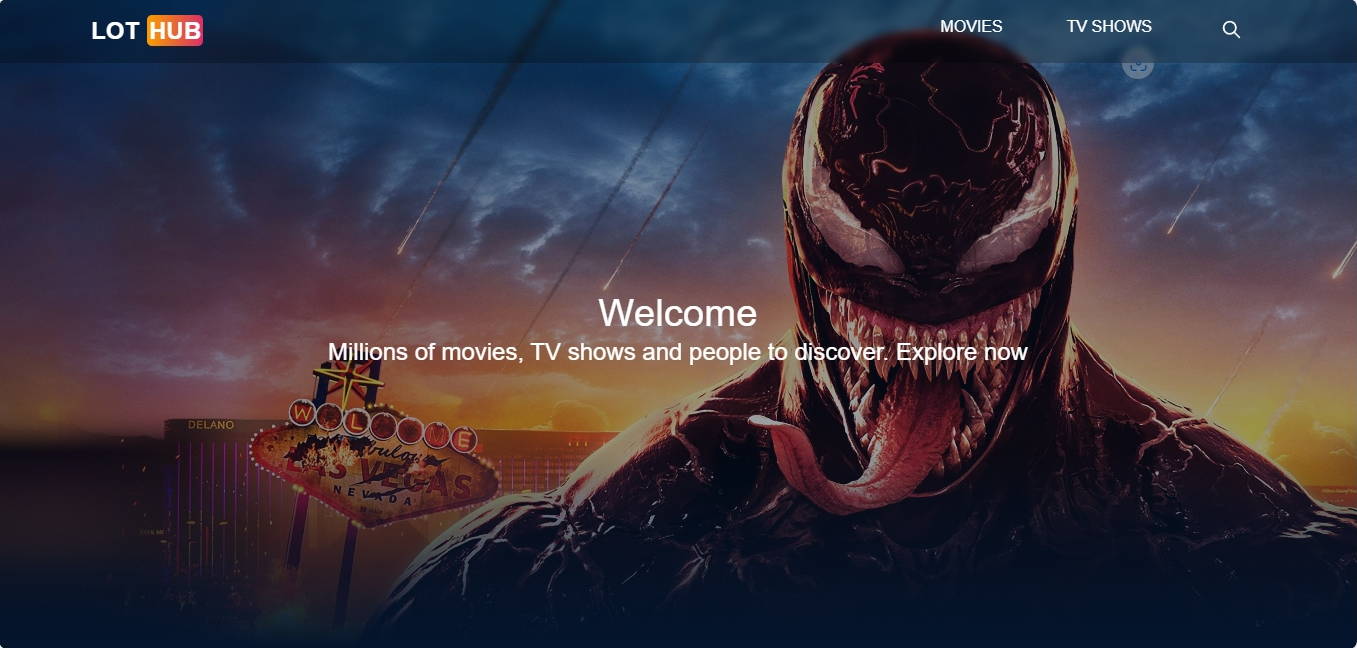 LOT HUB
MOVIES
TV SHOWS
Welcome
Millions of movies, TV shows and people to discover. Explore now
DELANO
WELCOME
Fabulous
LAS VEGAS
NEVADA